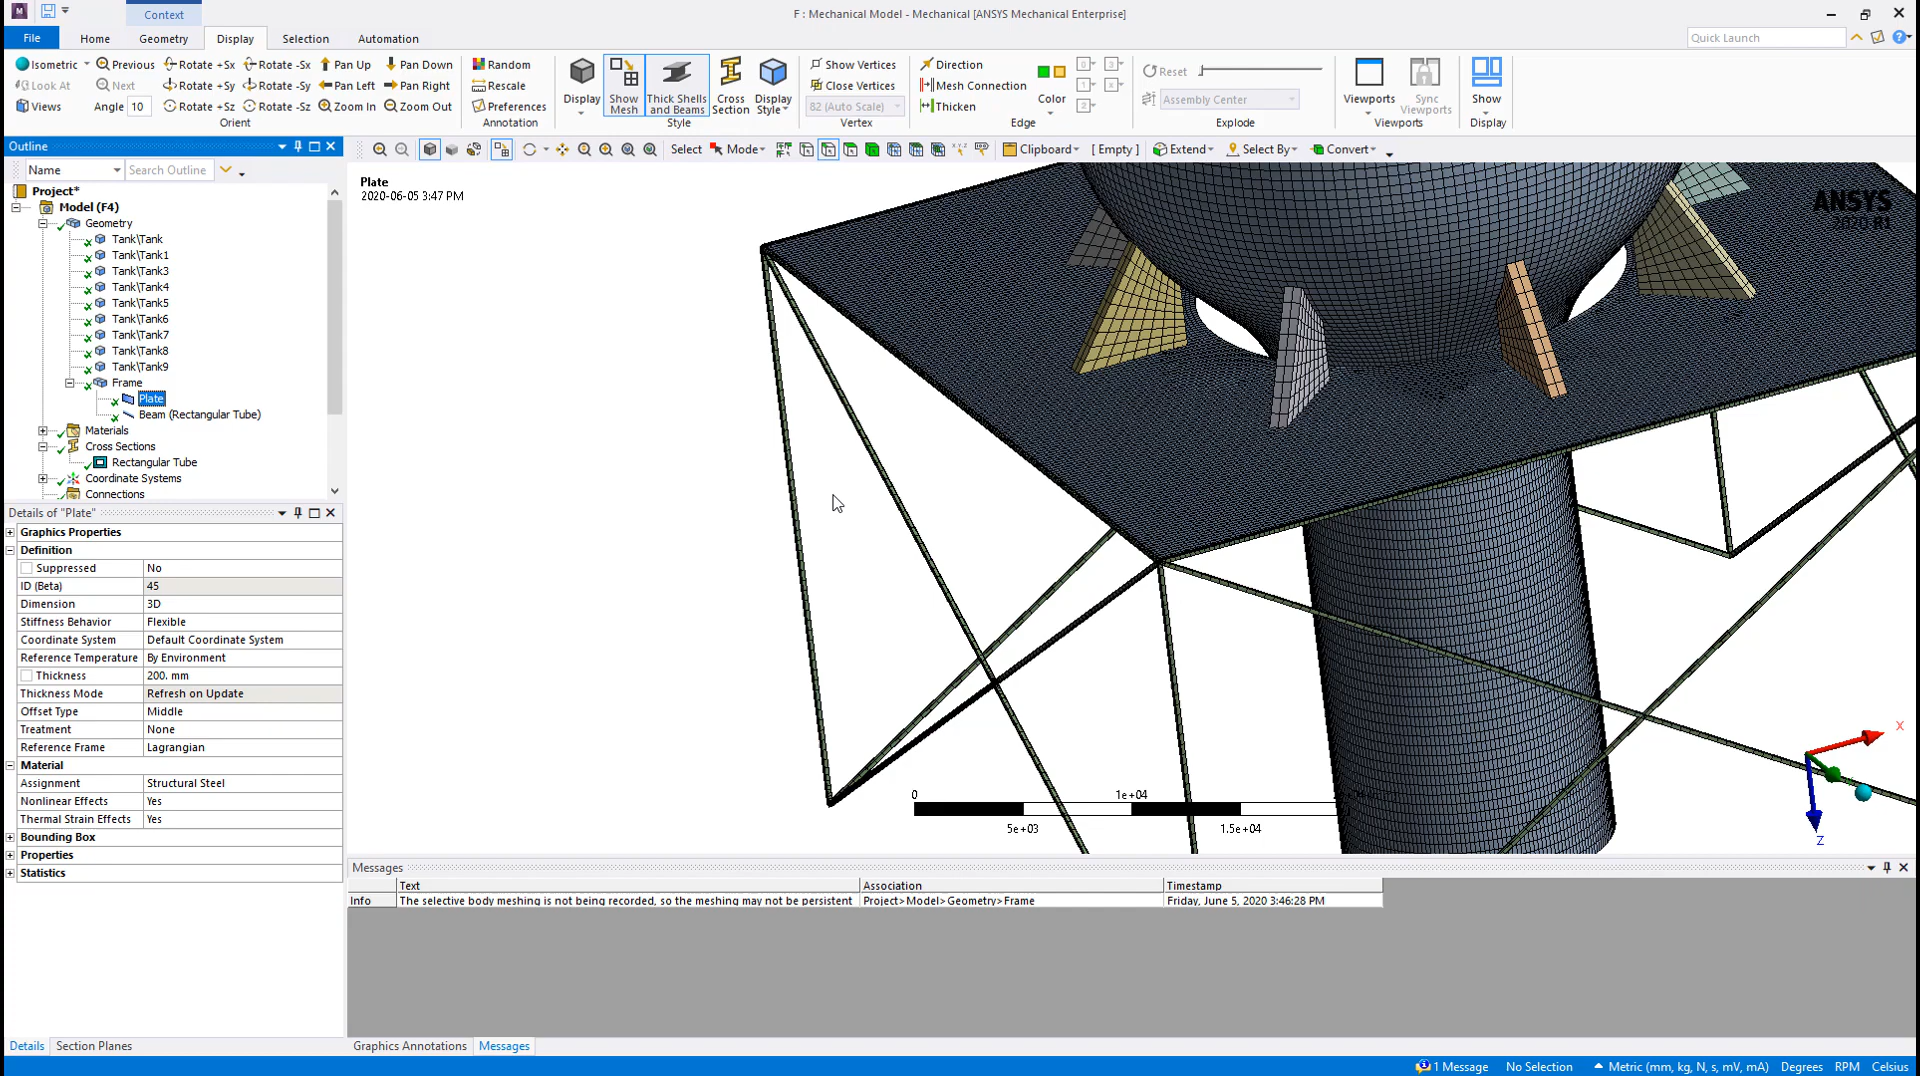 Context
F : Mechanical Model - Mechanical [ANSYS Mechanical Enterprise]
File Home Geometry Display Selection Automation
Quick Launch
Isometric Previous Rotate +Sx Rotate -Sx Pan Up Pan Down
Look At Next Rotate +Sy Rotate -Sy Pan Left Pan Right
Views Angle 10 Rotate +Sz Rotate -Sz Zoom In Zoom Out
Orient
Random
Rescale
Preferences
Annotation
Display
Show Mesh
Thick Shells and Beams
Cross Section
Display Style
Style
Show Vertices
Close Vertices
82 (Auto Scale)
Vertex
Direction
Mesh Connection
Thicken
Color
Edge
Reset
Assembly Center
Explode
Viewports
Sync Viewports
Viewports
Show
Display
Outline
Name Search Outline
Select Mode Clipboard [ Empty ] Extend Select By Convert
Project*
Model (F4)
Geometry
Tank\Tank
Tank\Tank1
Tank\Tank3
Tank\Tank4
Tank\Tank5
Tank\Tank6
Tank\Tank7
Tank\Tank8
Tank\Tank9
Frame
Plate
Beam (Rectangular Tube)
Materials
Cross Sections
Rectangular Tube
Coordinate Systems
Connections
Details of "Plate"
Graphics Properties
Definition
Suppressed No
ID (Beta) 45
Dimension 3D
Stiffness Behavior Flexible
Coordinate System Default Coordinate System
Reference Temperature By Environment
Thickness 200. mm
Thickness Mode Refresh on Update
Offset Type Middle
Treatment None
Reference Frame Lagrangian
Material
Assignment Structural Steel
Nonlinear Effects Yes
Thermal Strain Effects Yes
Bounding Box
Properties
Statistics
Details Section Planes
Plate
2020-06-05 3:47 PM
ANSYS
2020 R1
X
Z
0 1e+04
5e+03 1.5e+04
Messages
Text Association Timestamp
Info The selective body meshing is not being recorded, so the meshing may not be persistent Project>Model>Geometry>Frame Friday, June 5, 2020 3:46:28 PM
Graphics Annotations Messages
1 Message No Selection Metric (mm, kg, N, s, mV, mA) Degrees RPM Celsius